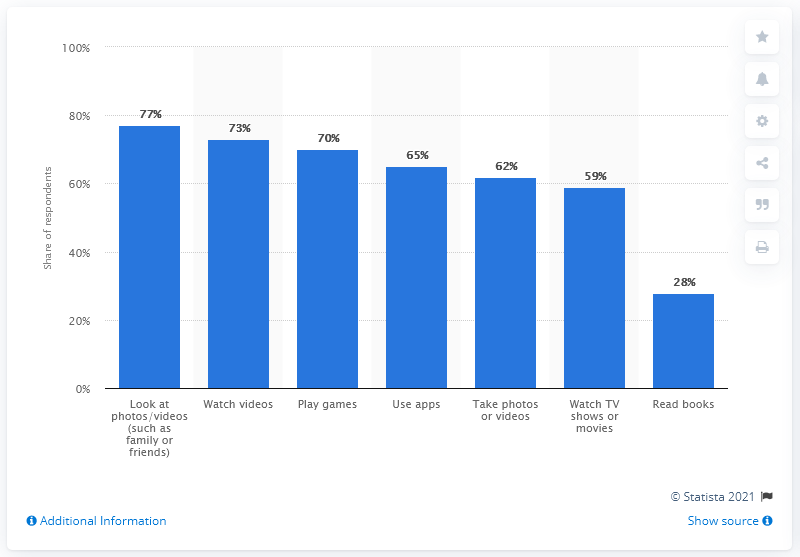 100%
80%
60%
40%
20%
0%
Share of respondents
77%
73%
70%
65%
62%
59%
28%
Look at
photos/videos
(such as
family or
friends)
Watch videos
Play games
Use apps
Take photos
or videos
Watch TV
shows or
movies
Read books
© Statista 2021
Additional Information
Show source